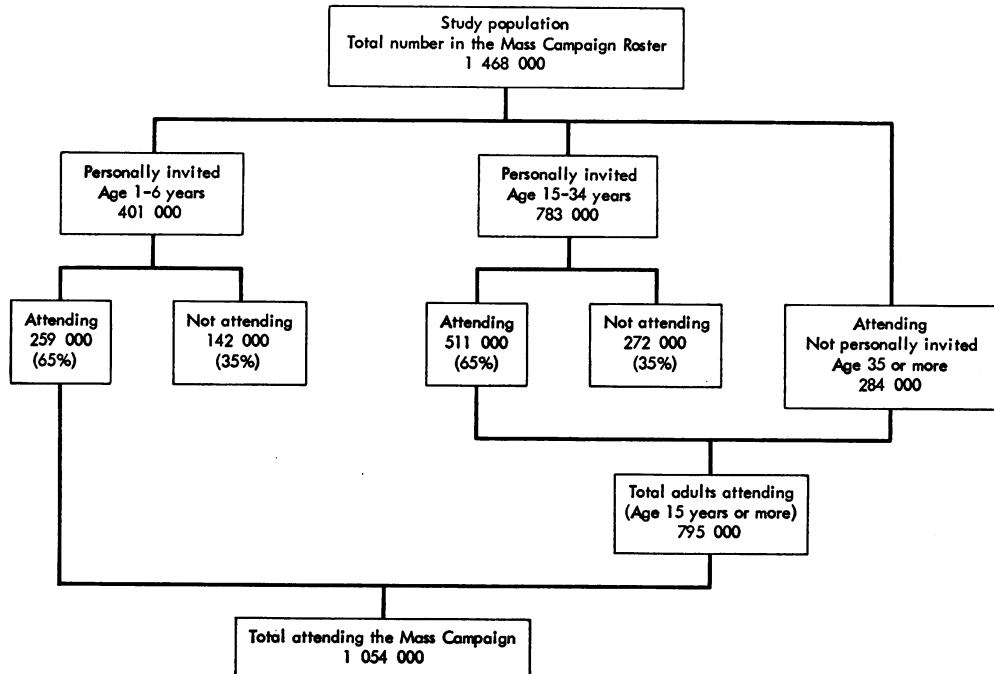 Study population
Total number in the Mass Campaign Roster
1 468 000
Personally invited
Age 1-6 years
401 000
Personally invited
Age 15-34 years
783 000
Attending
259 000
(65%)
Not attending
142 000
(35%)
Attending
511 000
(65%)
Not attending
272 000
(35%)
Attending
Not personally invited
Age 35 or more
284 000
Total adults attending
(Age 15 years or more)
795 000
Total attending the Mass Campaign
1 054 000